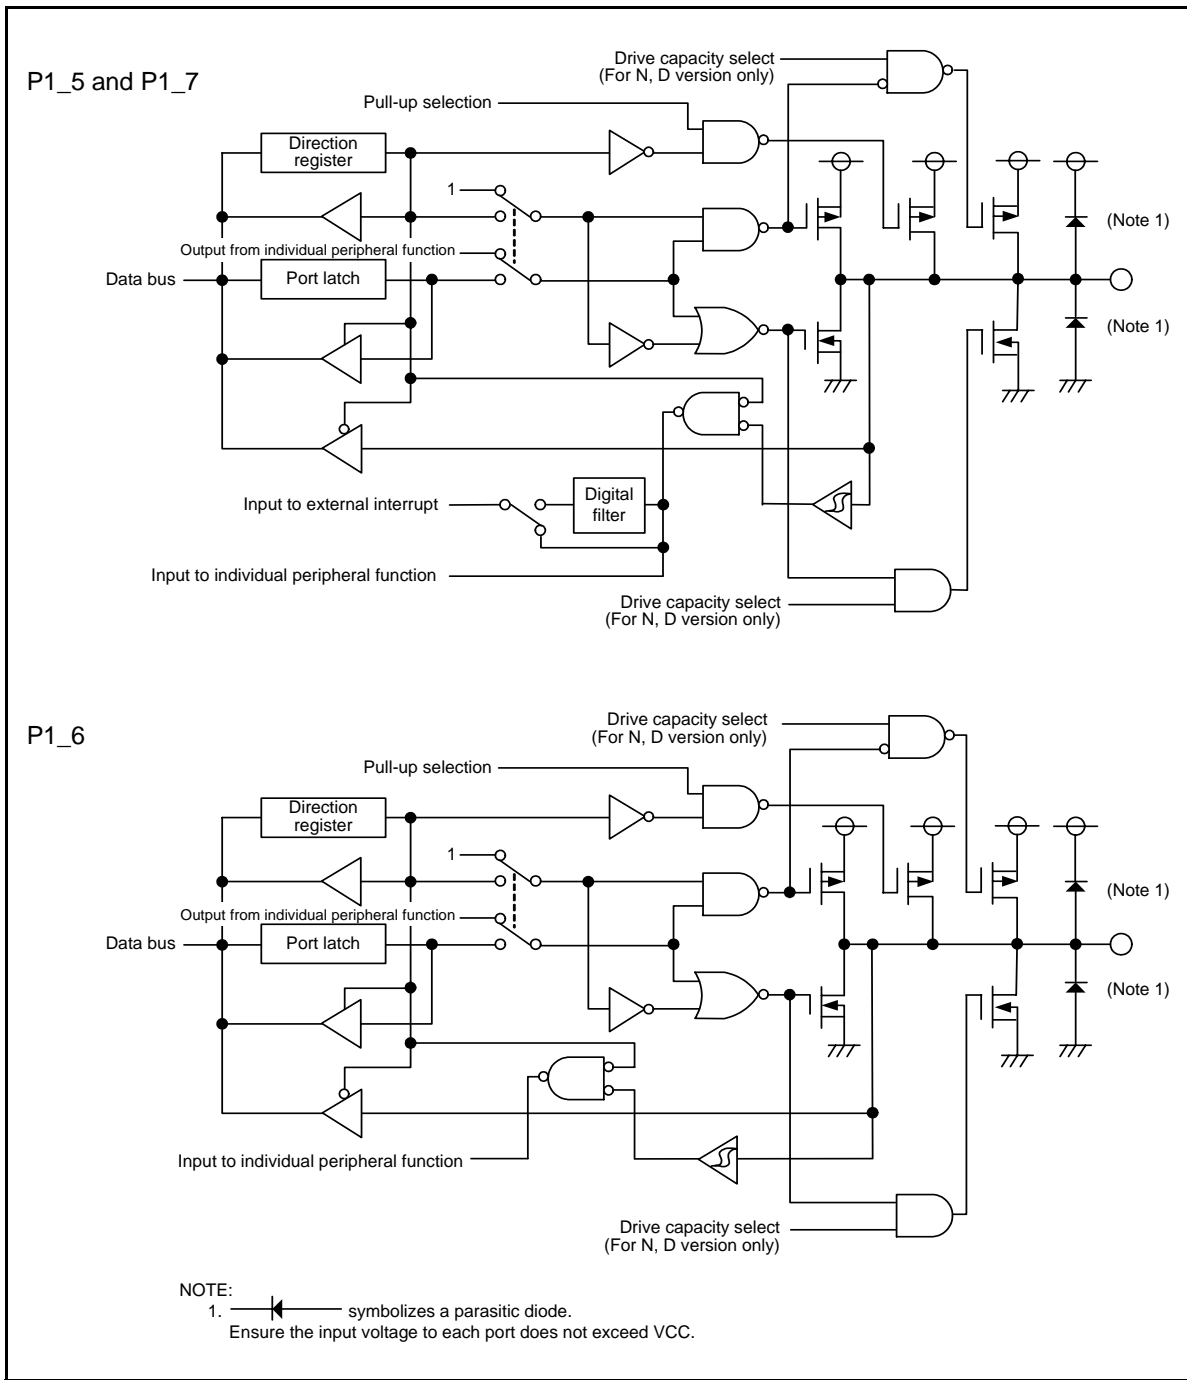 P1_5 and P1_7
Drive capacity select
(For N, D version only)
Pull-up selection
Direction
register
1
Output from individual peripheral function
Data bus
Port latch
(Note 1)
(Note 1)
Input to external interrupt
Digital
filter
Input to individual peripheral function
Drive capacity select
(For N, D version only)
P1_6
Drive capacity select
(For N, D version only)
Pull-up selection
Direction
register
1
Output from individual peripheral function
Data bus
Port latch
(Note 1)
(Note 1)
Input to individual peripheral function
Drive capacity select
(For N, D version only)
NOTE:
1. symbolizes a parasitic diode.
Ensure the input voltage to each port does not exceed VCC.